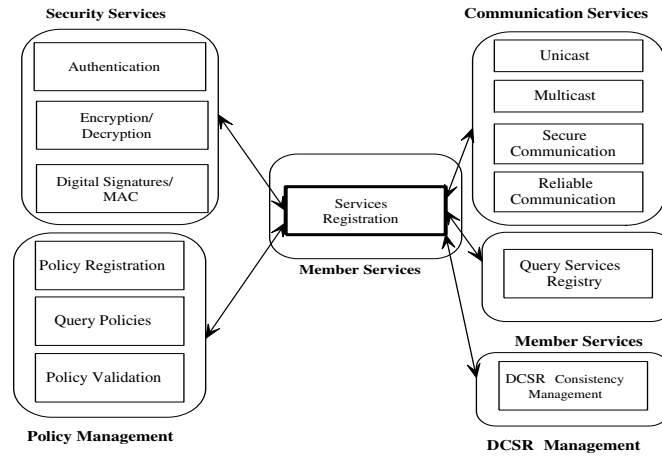 Security Services
Authentication
Encryption/
Decryption
Digital Signatures/
MAC
Policy Registration
Query Policies
Policy Validation
Policy Management
Services
Registration
Member Services
Communication Services
Unicast
Multicast
Secure
Communication
Reliable
Communication
Query Services
Registry
Member Services
DCSR Consistency
Management
DCSR Management